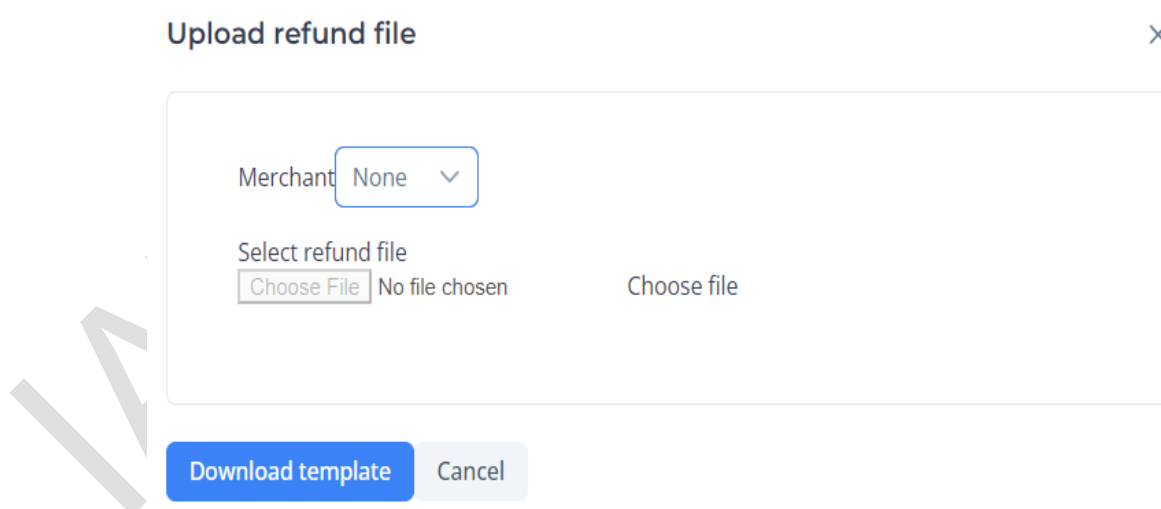 Upload refund file
Merchant None
Select refund file
Choose File No file chosen Choose file
Download template Cancel